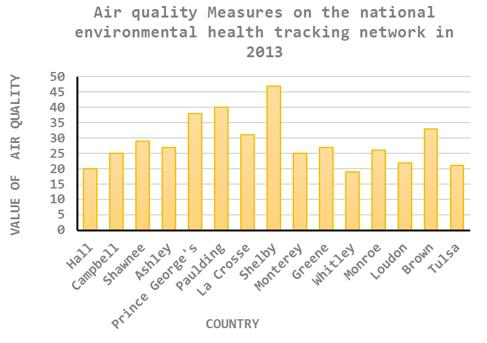 Air quality Measures on the national
environmental health tracking network in
2013
VALUE OF AIR QUALITY
50
45
40
35
30
25
20
15
10
5
0
Hall
Campbell
Shawnee
Ashley
Prince George's
Paulding
La Crosse
Shelby
Monterey
Greene
Whitley
Monroe
Loudon
Brown
Tulsa
COUNTRY